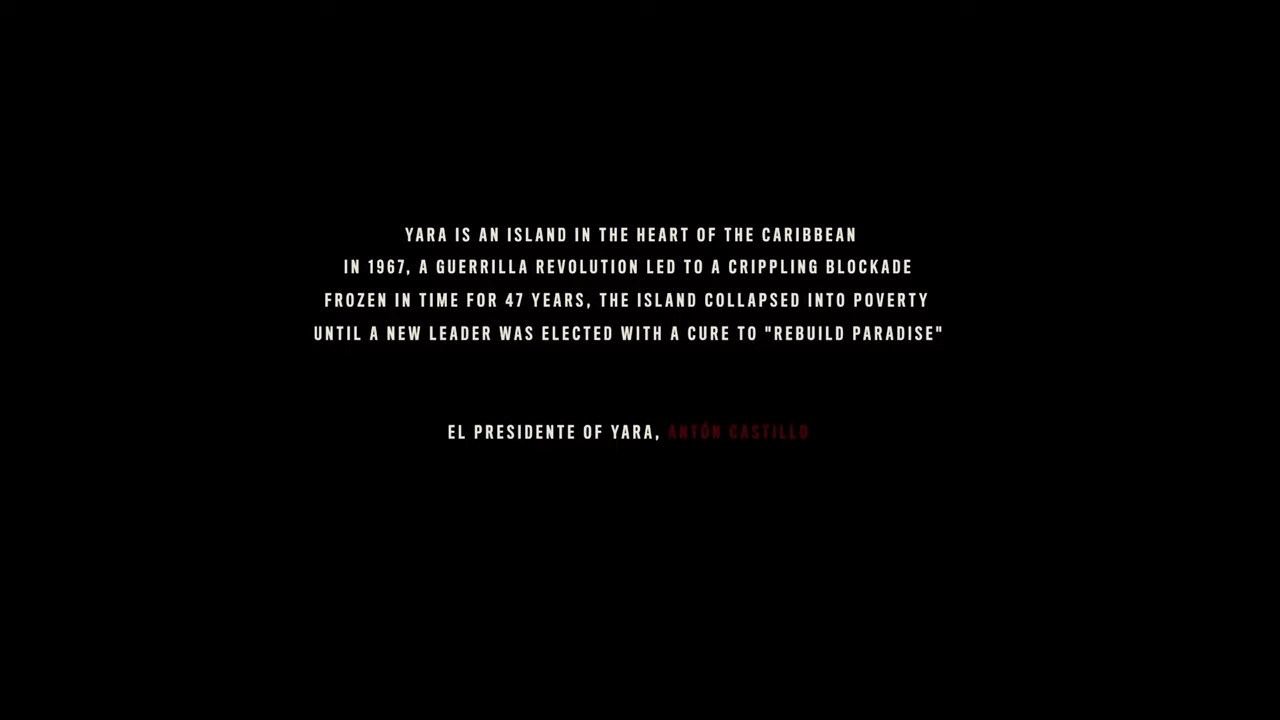 YARA IS AN ISLAND IN THE HEART OF THE CARIBBEAN
IN 1967, A GUERRILLA REVOLUTION LED TO A CRIPPLING BLOCKADE
FROZEN IN TIME FOR 47 YEARS, THE ISLAND COLLAPSED INTO POVERTY
UNTIL A NEW LEADER WAS ELECTED WITH A CURE TO "REBUILD PARADISE"
EL PRESIDENTE OF YARA, ANTÓN CASTILLO